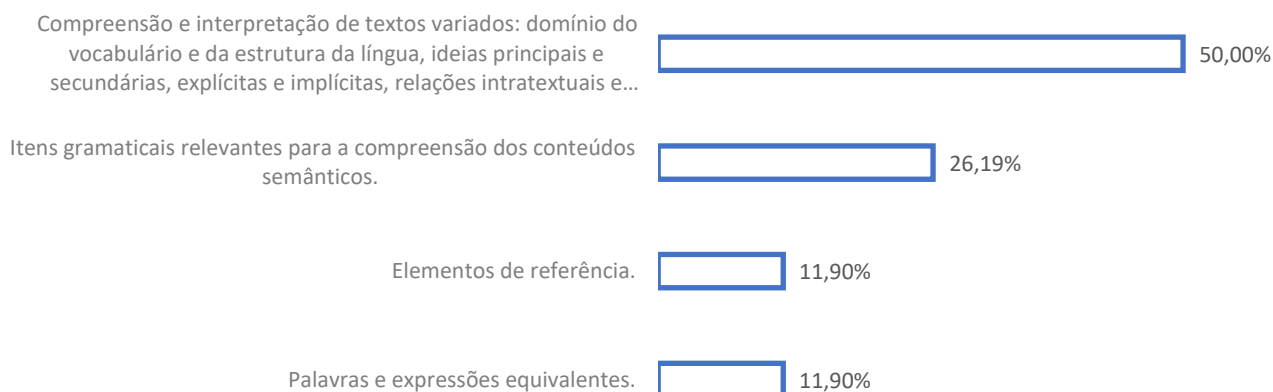 Compreensão e interpretação de textos variados: domínio do
vocabulário e da estrutura da língua, ideias principais e
secundárias, explícitas e implícitas, relações intratextuais e...
50,00%
Itens gramaticais relevantes para a compreensão dos conteúdos
semânticos.
26,19%
Elementos de referência.
11,90%
Palavras e expressões equivalentes.
11,90%